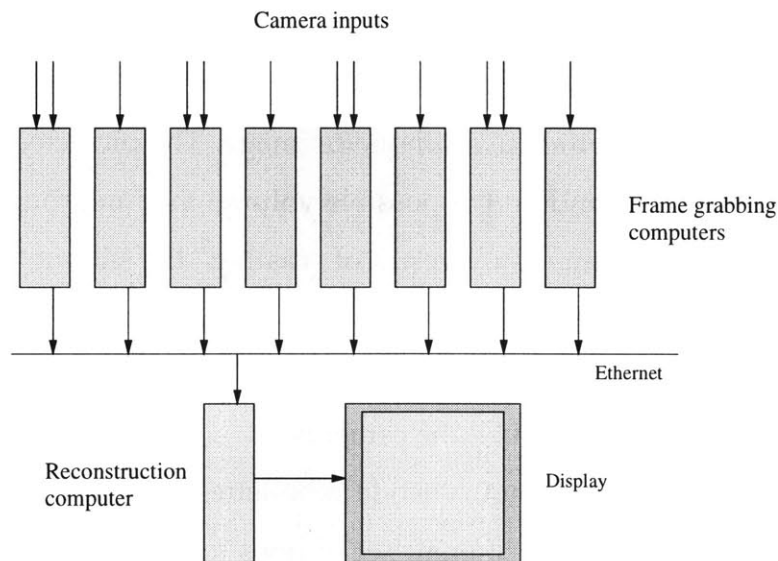 Camera inputs
Frame grabbing
computers
Ethernet
Reconstruction
computer
Display